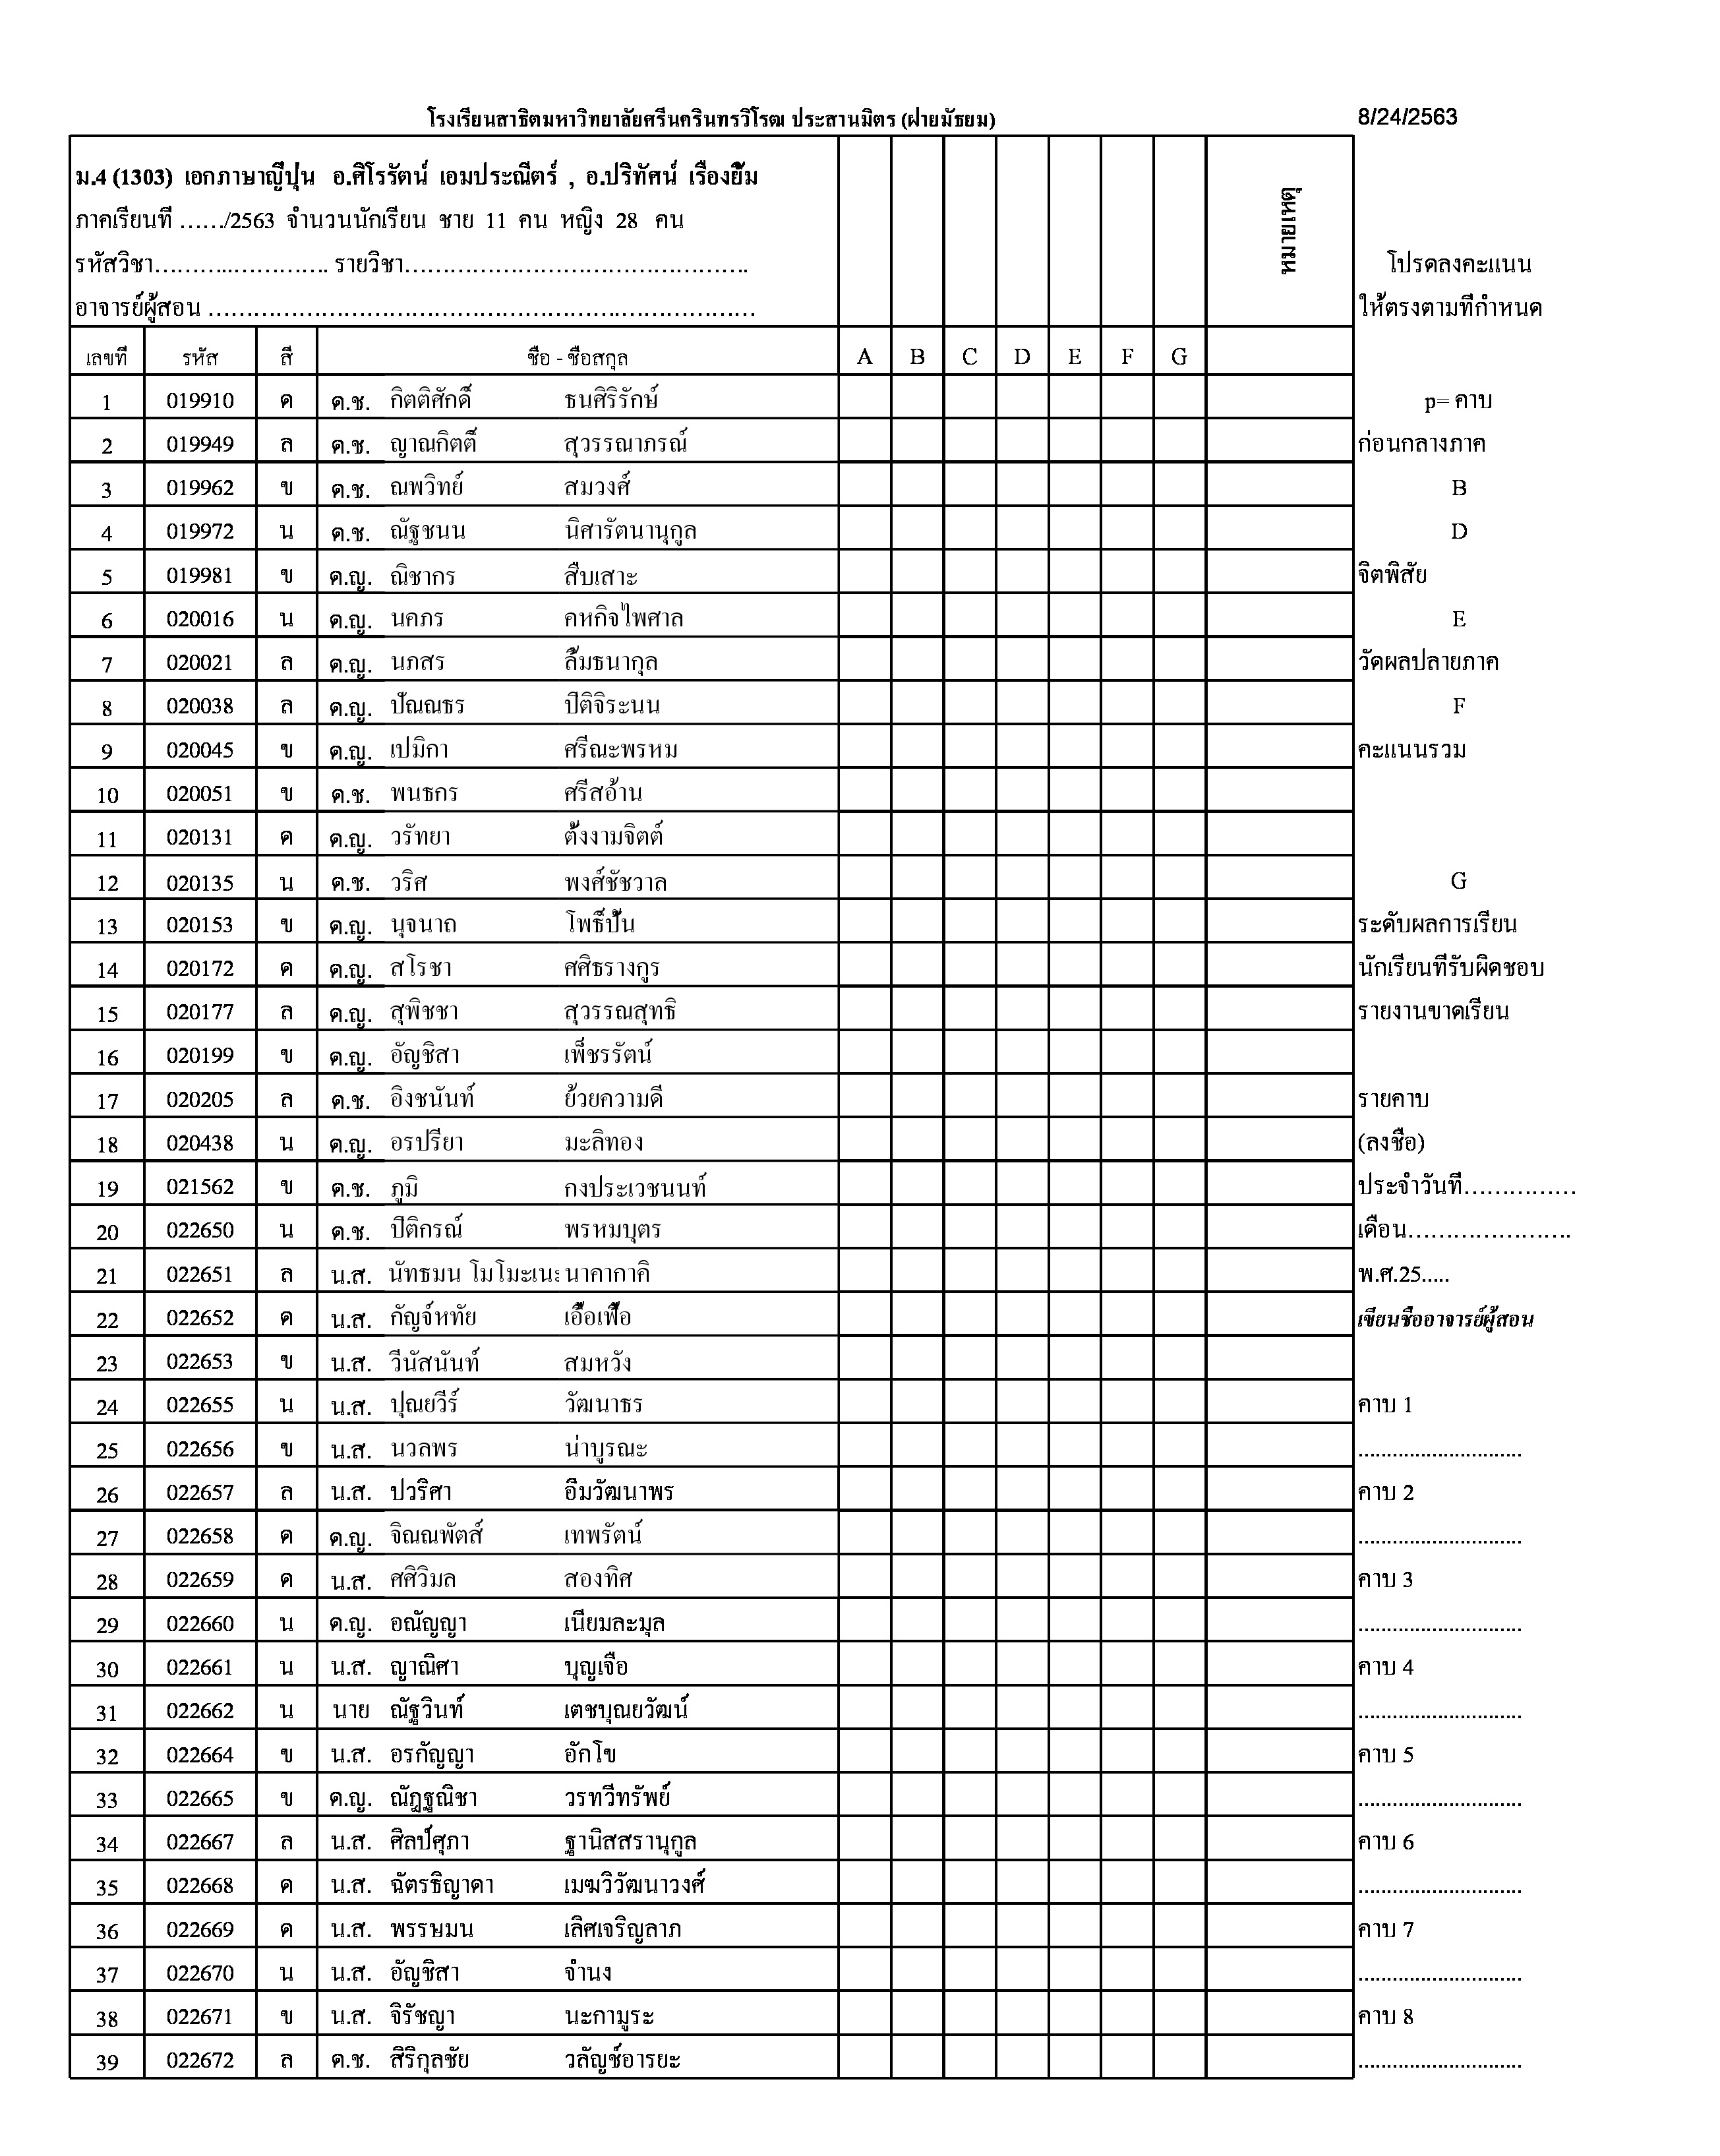 โรงเรียนสาธิตมหาวิทยาลัยศรีนครินทรวิโรฒ ประสานมิตร (ฝ่ายมัธยม) 8/24/2563
ม.4 (1303) เอกภาษาญี่ปุ่น อ.ศิโรรัตน์ เอมประณีตร์ , อ.ปริทัศน์ เรืองยิ้ม
ภาคเรียนที่ ....../2563 จำนวนนักเรียน ชาย 11 คน หญิง 28 คน
หมายเหตุ
รหัสวิชา........................ รายวิชา............................................. โปรดลงคะแนน
อาจารย์ผู้สอน ....................................................................... ให้ตรงตามที่กำหนด
เลขที่ รหัส สี ชื่อ - ชื่อสกุล A B C D E F G
1 019910 ค ด.ช. กิตติศักดิ์ ธนศิริรักษ์ p= คาบ
2 019949 ล ด.ช. ญาณกิตติ์ สุวรรณาภรณ์ ก่อนกลางภาค
3 019962 ข ด.ช. ณพวิทย์ สมวงศ์ B
4 019972 น ด.ช. ณัฐชนน นิศารัตนานุกูล D
5 019981 ข ด.ญ. ณิชากร สืบเสาะ จิตพิสัย
6 020016 น ด.ญ. นคภร คหกิจไพศาล E
7 020021 ล ด.ญ. นภสร ลิ้มธนากุล วัดผลปลายภาค
8 020038 ล ด.ญ. ปัณณธร ปิติจิระนน F
9 020045 ข ด.ญ. เปมิกา ศรีณะพรหม คะแนนรวม
10 020051 ข ด.ช. พนธกร ศรีสอ้าน
11 020131 ค ด.ญ. วรัทยา ตั้งงามจิตต์
12 020135 น ด.ช. วริศ พงศ์ชัชวาล G
13 020153 ข ด.ญ. นุจนาถ โพธิ์ปั้น ระดับผลการเรียน
14 020172 ค ด.ญ. สโรชา ศศิธรางกูร นักเรียนที่รับผิดชอบ
15 020177 ล ด.ญ. สุพิชชา สุวรรณสุทธิ รายงานขาดเรียน
16 020199 ข ด.ญ. อัญชิสา เพ็ชรรัตน์
17 020205 ล ด.ช. อิงชนันท์ ย้วยความดี รายคาบ
18 020438 น ด.ญ. อรปรียา มะลิทอง (ลงชื่อ)
19 021562 ข ด.ช. ภูมิ กงประเวชนนท์ ประจำวันที่...............
20 022650 น ด.ช. ปิติกรณ์ พรหมบุตร เดือน......................
21 022651 ล น.ส. นัทธมน โมโมะเนะ นาคากาคิ พ.ศ.25.....
22 022652 ค น.ส. กัญจ์หทัย เอื้อเฟื้อ เขียนชื่ออาจารย์ผู้สอน
23 022653 ข น.ส. วีนัสนันท์ สมหวัง
24 022655 น น.ส. ปุณยวีร์ วัฒนาธร คาบ 1
25 022656 ข น.ส. นวลพร น่าบูรณะ ............................
26 022657 ล น.ส. ปวริศา อิ่มวัฒนาพร คาบ 2
27 022658 ค ด.ญ. จิณณพัตส์ เทพรัตน์ ............................
28 022659 ค น.ส. ศศิวิมล สองทิศ คาบ 3
29 022660 น ด.ญ. อณัญญา เนียมละมุล ............................
30 022661 น น.ส. ญาณิศา บุญเจือ คาบ 4
31 022662 น นาย ณัฐวินท์ เตชบุณยวัฒน์ ............................
32 022664 ข น.ส. อรกัญญา อักโข คาบ 5
33 022665 ข ด.ญ. ณัฏฐณิชา วรทวีทรัพย์ ............................
34 022667 ล น.ส. ศิลป์ศุภา ฐานิสสรานุกูล คาบ 6
35 022668 ค น.ส. ฉัตรธิญาดา เมฆวิวัฒนาวงศ์ ............................
36 022669 ค น.ส. พรรษมน เลิศเจริญลาภ คาบ 7
37 022670 น น.ส. อัญชิสา จำนง ............................
38 022671 ข น.ส. จิรัชญา นะกามูระ คาบ 8
39 022672 ล ด.ช. สิริกุลชัย วลัญช์อารยะ ............................